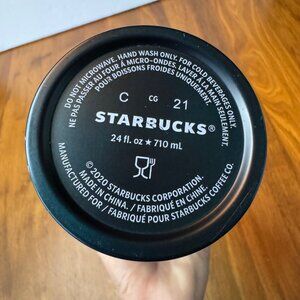 DO NOT MICROWAVE. HAND WASH ONLY. FOR COLD BEVERAGES ONLY.
NE PAS PASSER AU FOUR À MICRO-ONDES. LAVER À LA MAIN SEULEMENT.
POUR BOISSONS FROIDES UNIQUEMENT.
C CG 21
STARBUCKS®
24 fl. oz ★ 710 mL
© 2020 STARBUCKS CORPORATION.
MADE IN CHINA. / FABRIQUÉ EN CHINE.
MANUFACTURED FOR / FABRIQUÉ POUR STARBUCKS COFFEE CO.